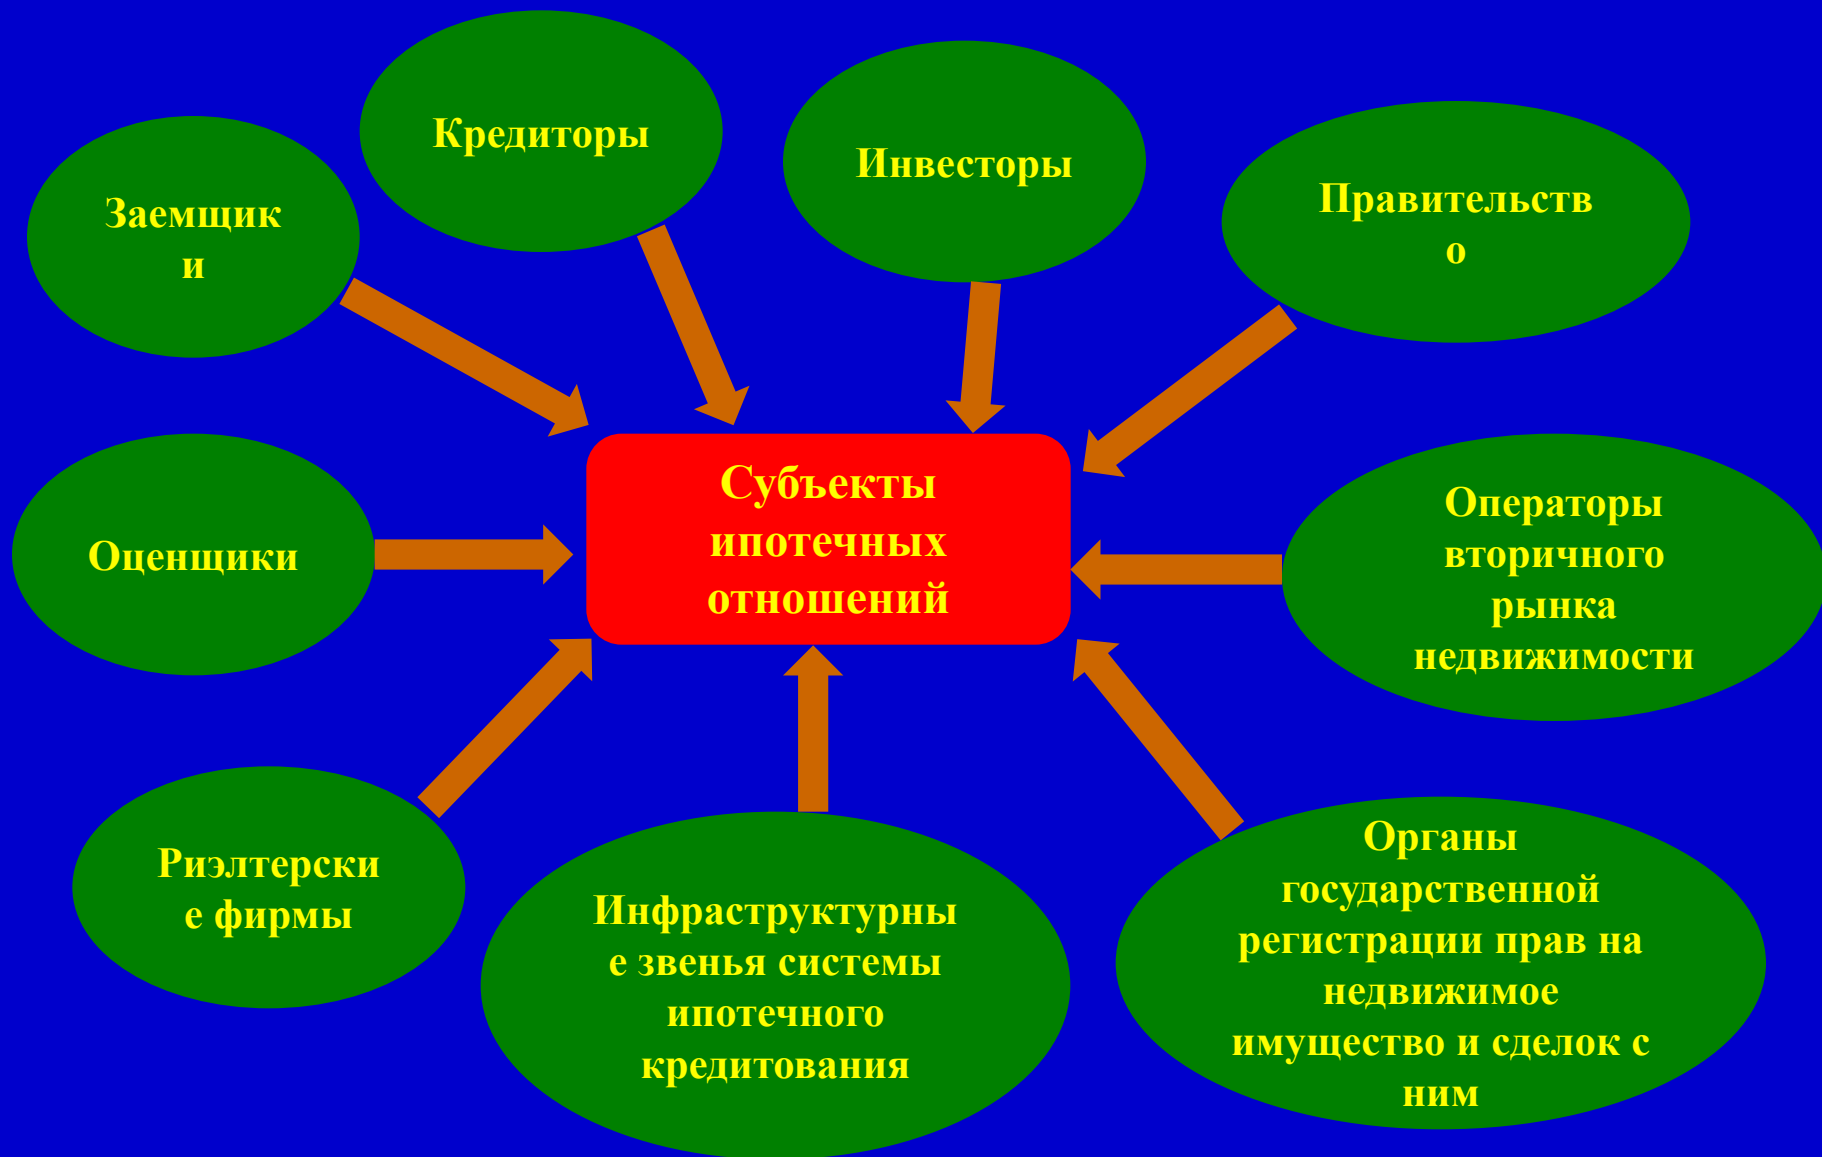 Кредиторы
Инвесторы
Заемщик
и
Правительств
о
Субъекты
ипотечных
отношений
Оценщики
Операторы
вторичного
рынка
недвижимости
Риэлтерски
е фирмы
Инфраструктурны
е звенья системы
ипотечного
кредитования
Органы
государственной
регистрации прав на
недвижимое
имущество и сделок с
ним